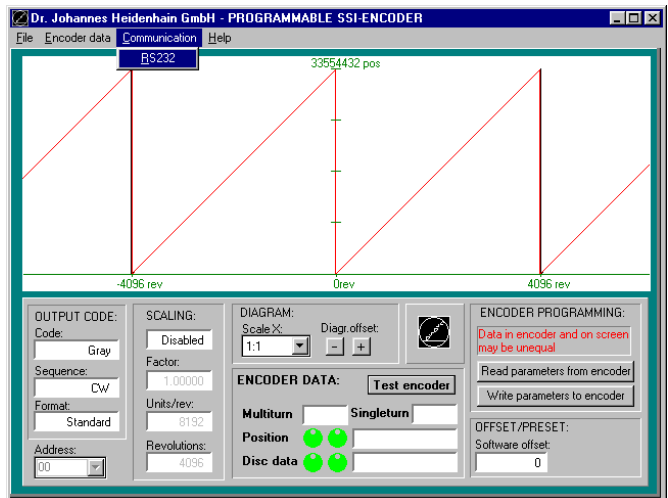 Dr. Johannes Heidenhain GmbH - PROGRAMMABLE SSI-ENCODER
File Encoder data Communication Help
RS232
33554432 pos
-4096 rev 0rev 4096 rev
OUTPUT CODE:
Code:
Gray
Sequence:
CW
Format:
Standard
Address:
00
SCALING:
Disabled
Factor:
1.00000
Units/rev:
8192
Revolutions:
4096
DIAGRAM:
Scale X: Diagr.offset:
1:1 - +
ENCODER DATA: Test encoder
Multiturn Singleturn
Position
Disc data
ENCODER PROGRAMMING:
Data in encoder and on screen
may be unequal
Read parameters from encoder
Write parameters to encoder
OFFSET/PRESET:
Software offset:
0